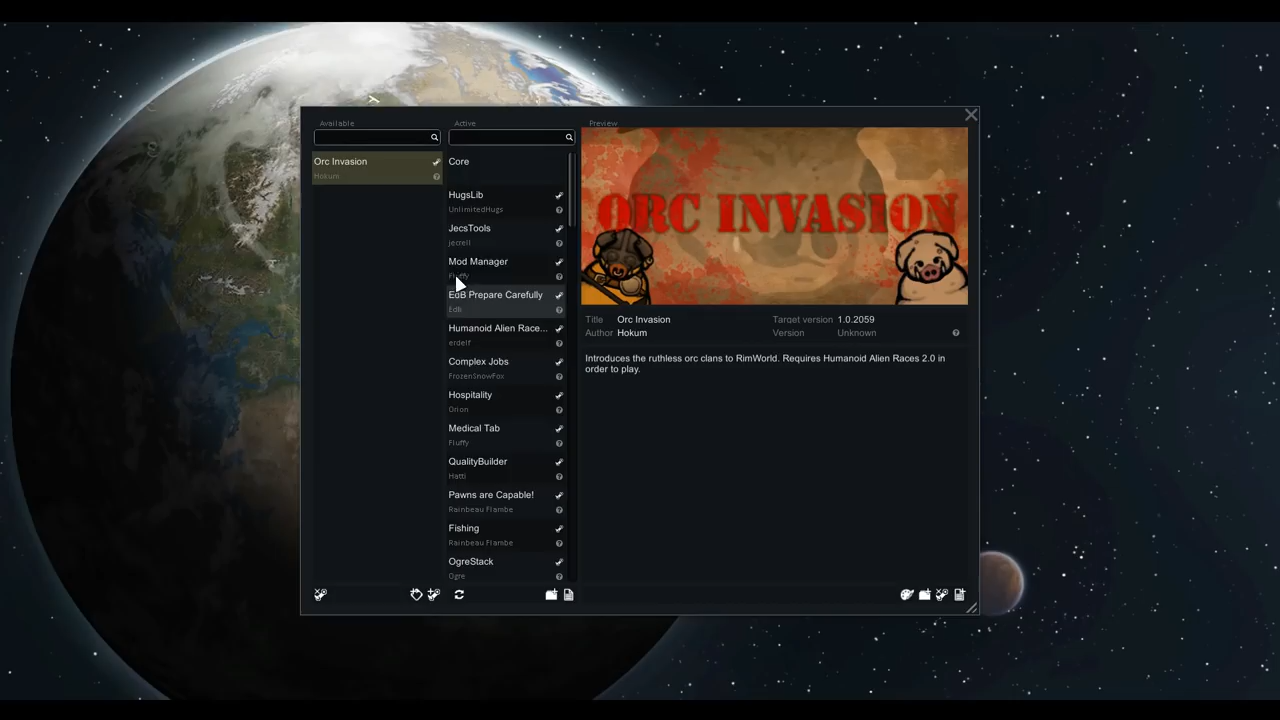 Available
Orc Invasion
Hokum
Active
Core
HugsLib
UnlimitedHugs
JecsTools
jecrell
Mod Manager
Fluffy
EdB Prepare Carefully
EdB
Humanoid Alien Race...
erdelf
Complex Jobs
FrozenSnowFox
Hospitality
Orion
Medical Tab
Fluffy
QualityBuilder
Hatti
Pawns are Capable!
Rainbeau Flambe
Fishing
Rainbeau Flambe
OgreStack
Ogre
Preview
ORC INVASION
Title Orc Invasion Target version 1.0.2059
Author Hokum Version Unknown
Introduces the ruthless orc clans to RimWorld. Requires Humanoid Alien Races 2.0 in
order to play.